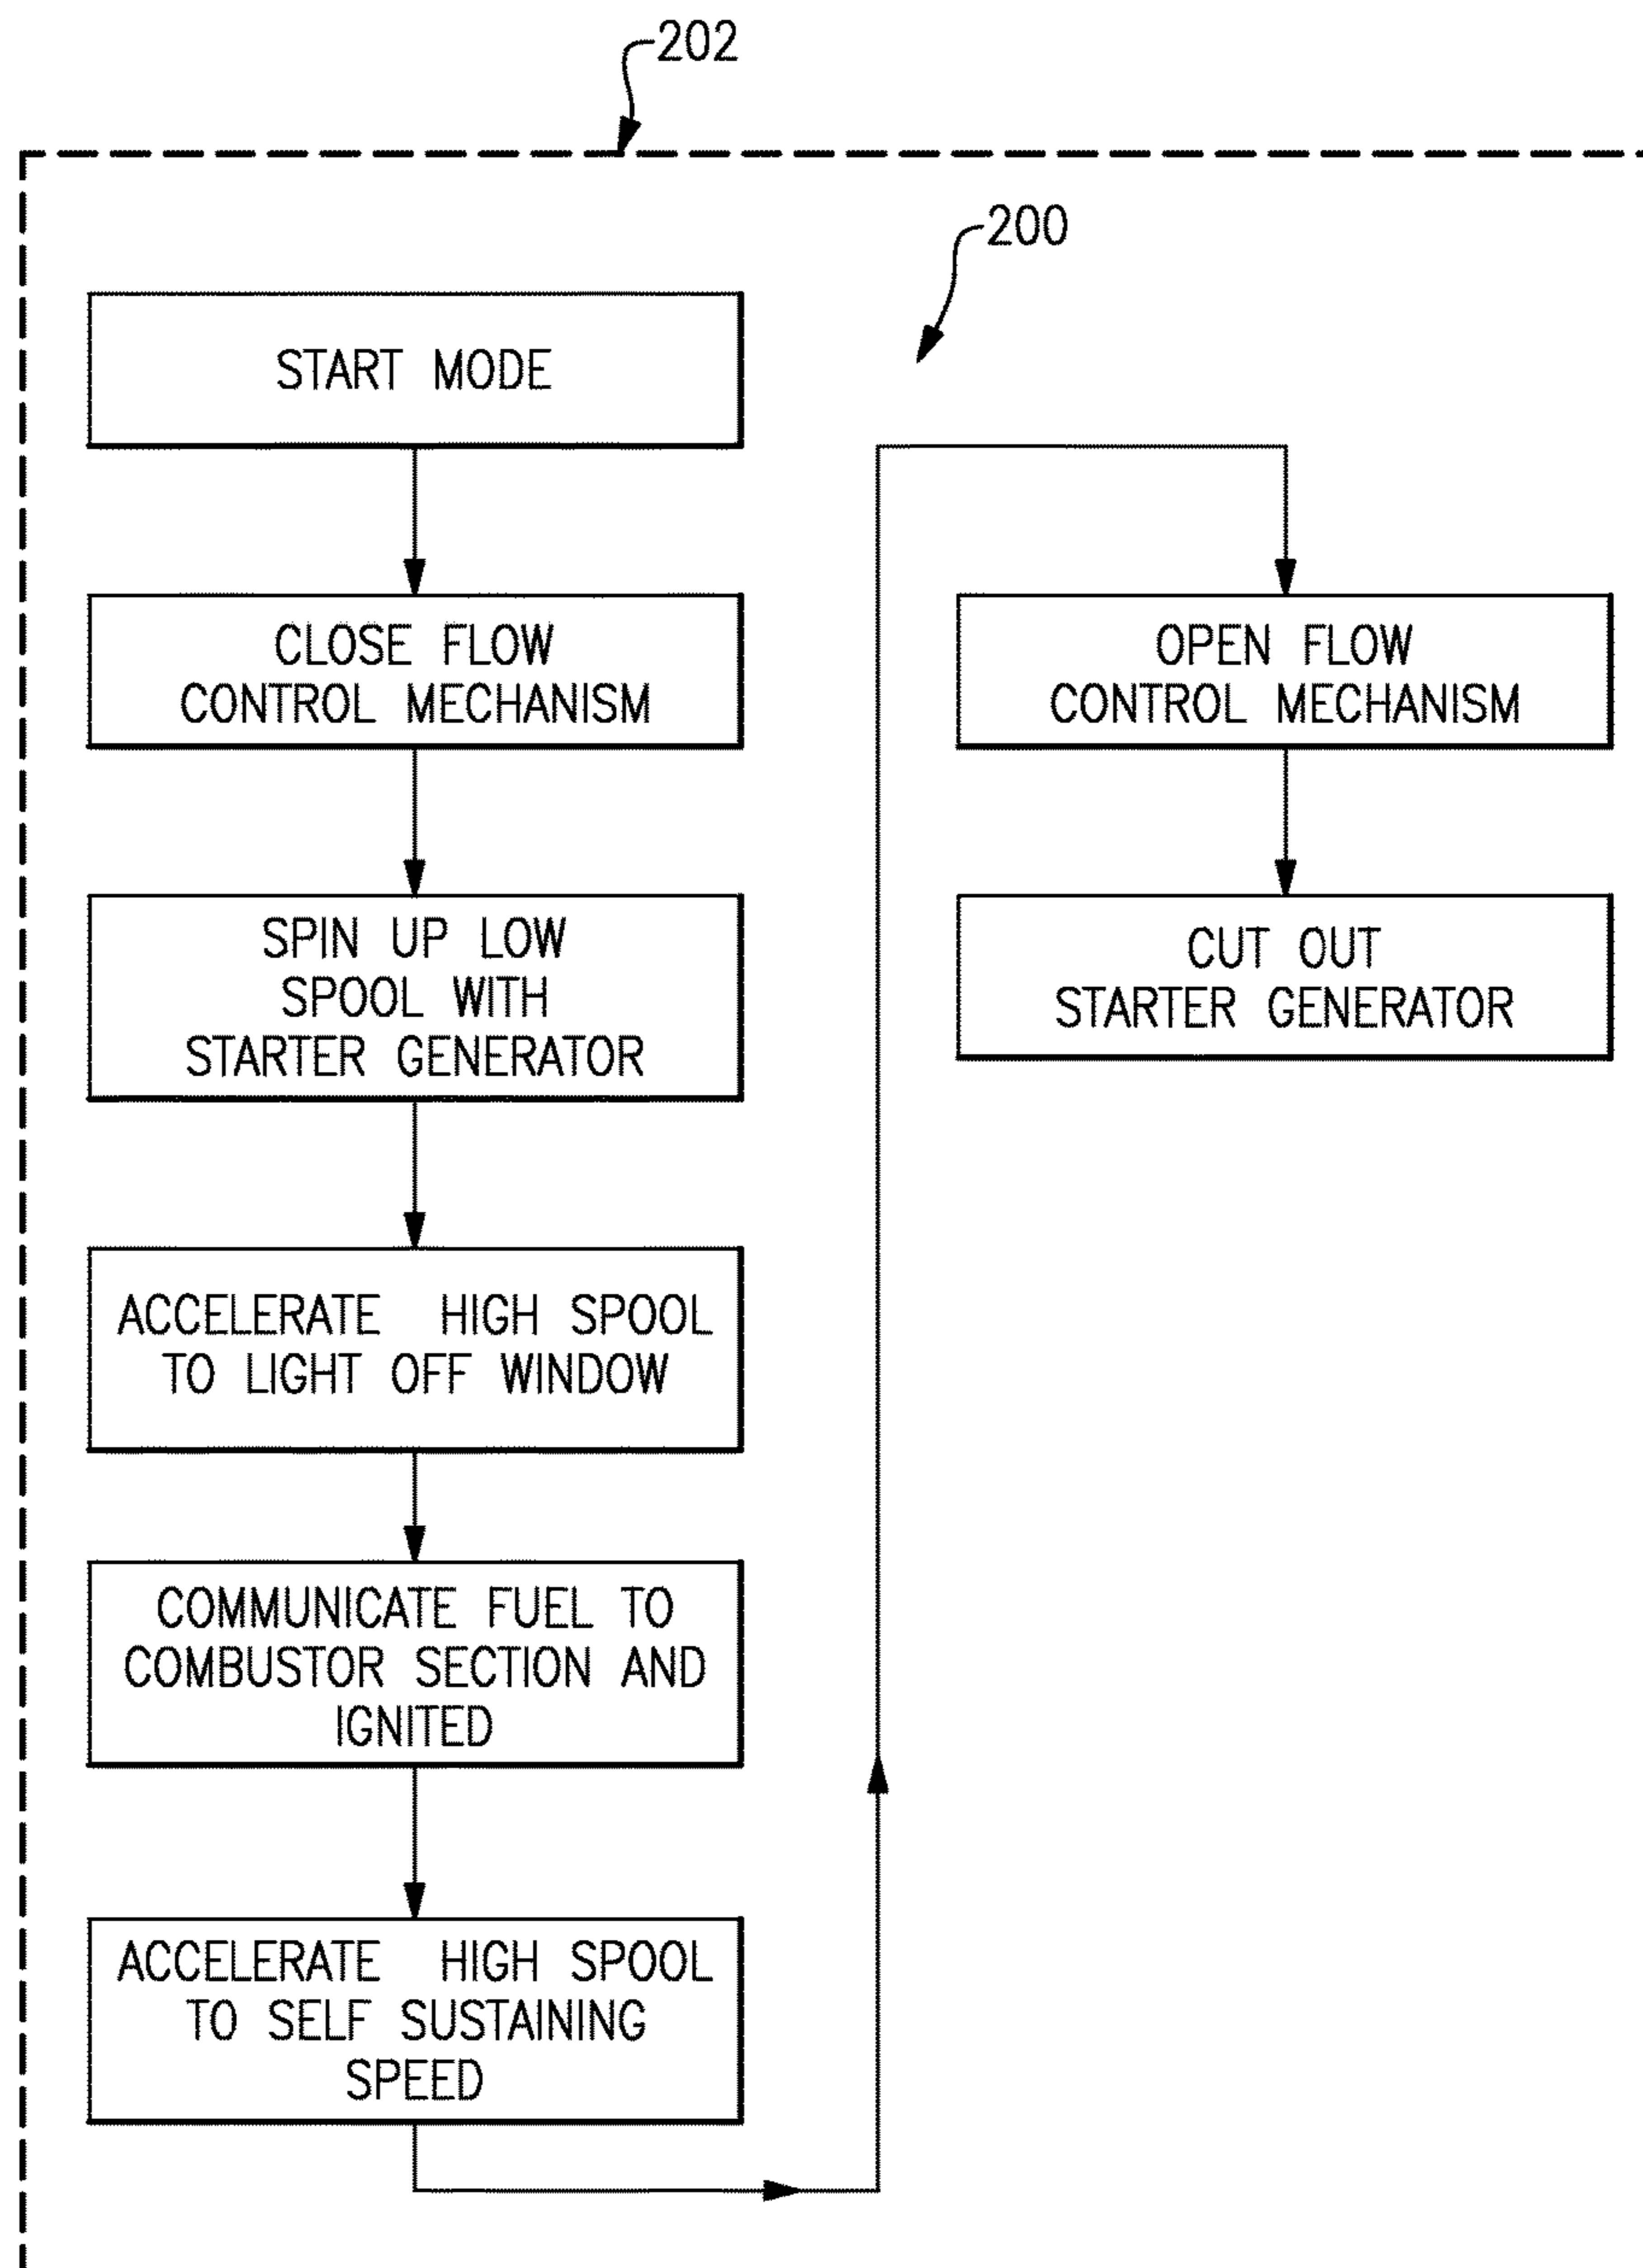 202
200
START MODE
CLOSE FLOW
CONTROL MECHANISM
SPIN UP LOW
SPOOL WITH
STARTER GENERATOR
ACCELERATE HIGH SPOOL
TO LIGHT OFF WINDOW
COMMUNICATE FUEL TO
COMBUSTOR SECTION AND
IGNITED
ACCELERATE HIGH SPOOL
TO SELF SUSTAINING
SPEED
OPEN FLOW
CONTROL MECHANISM
CUT OUT
STARTER GENERATOR